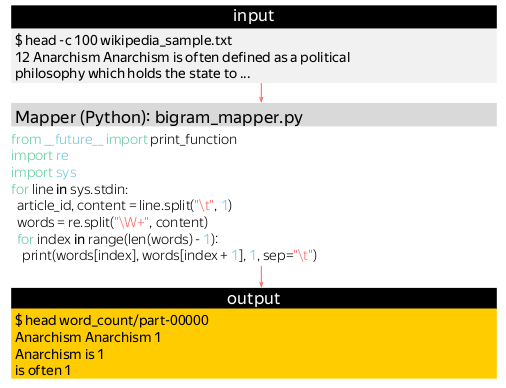 input
$ head -c 100 wikipedia_sample.txt
12 Anarchism Anarchism is often defined as a political
philosophy which holds the state to ...
Mapper (Python): bigram_mapper.py
from __future__ import print_function
import re
import sys
for line in sys.stdin:
  article_id, content = line.split("\t", 1)
  words = re.split("\W+", content)
  for index in range(len(words) - 1):
    print(words[index], words[index + 1], 1, sep="\t")
output
$ head word_count/part-00000
Anarchism Anarchism 1
Anarchism is 1
is often 1